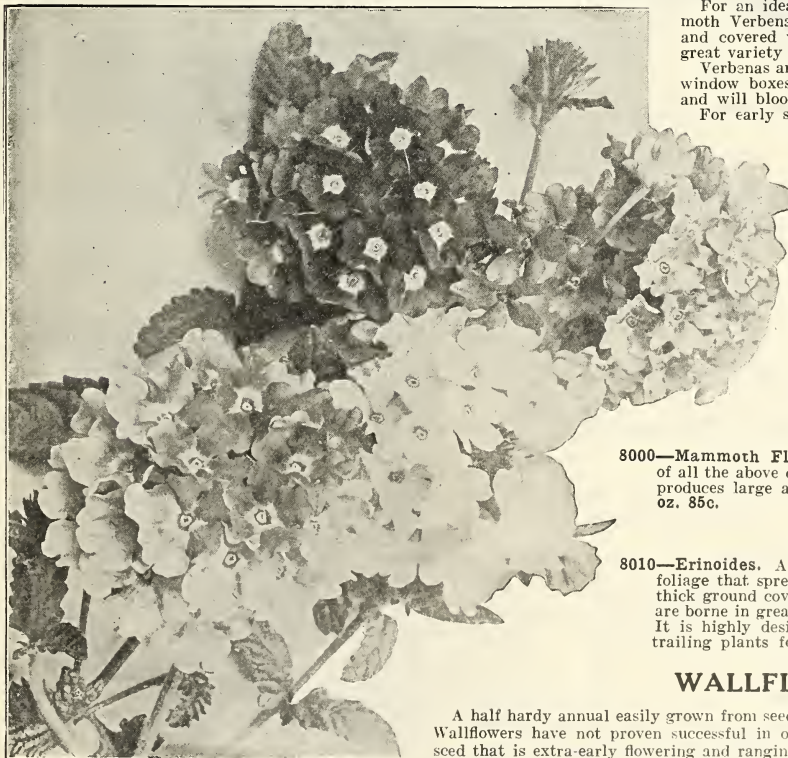 For an idea
moth Verbena
and covered
great variety
Verbenas ar
window boxes
and will bloo
For early s
8000—Mammoth Fl
of all the above
produces large a
oz. 85c.
8010—Erinoides. A
foliage that spre
thick ground cov
are borne in grea
It is highly desi
trailing plants fo
WALLFL
A half hardy annual easily grown from seed
Wallflowers have not proven successful in o
seed that is extra-early flowering and rangin